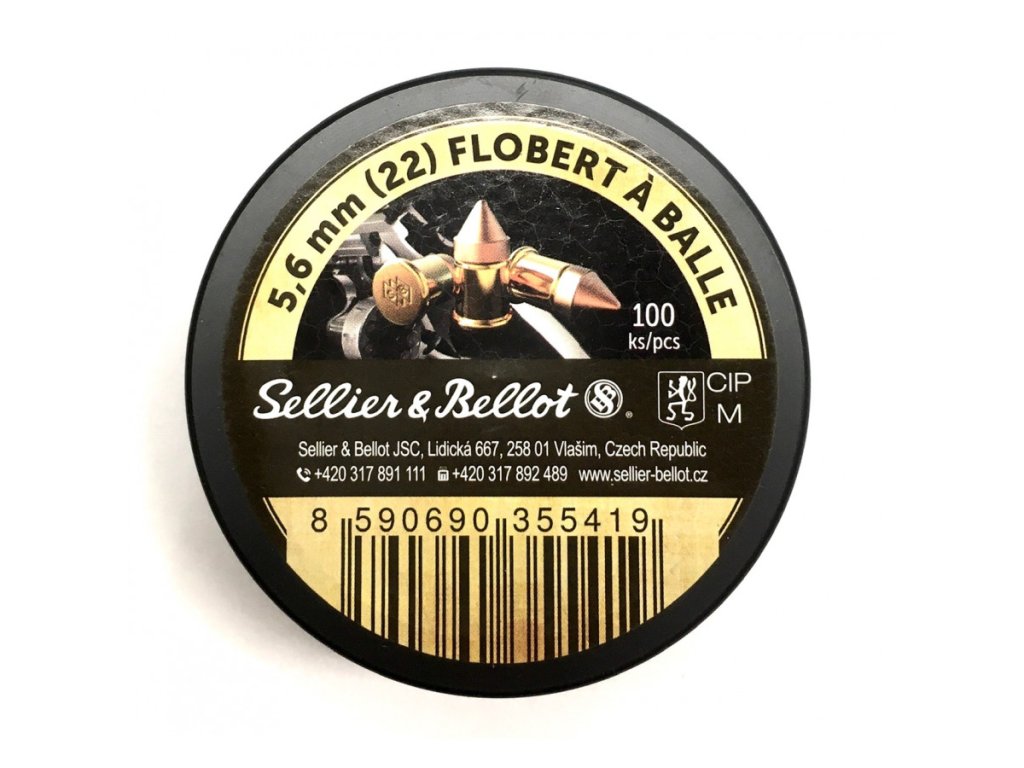 5,6 mm (22) FLOBERT À BALLE
100
ks/pcs
Sellier & Bellot ®
CIP
M
Sellier & Bellot JSC, Lidická 667, 258 01 Vlašim, Czech Republic
+420 317 891 111 +420 317 892 489 www.sellier-bellot.cz
8 590690 355419